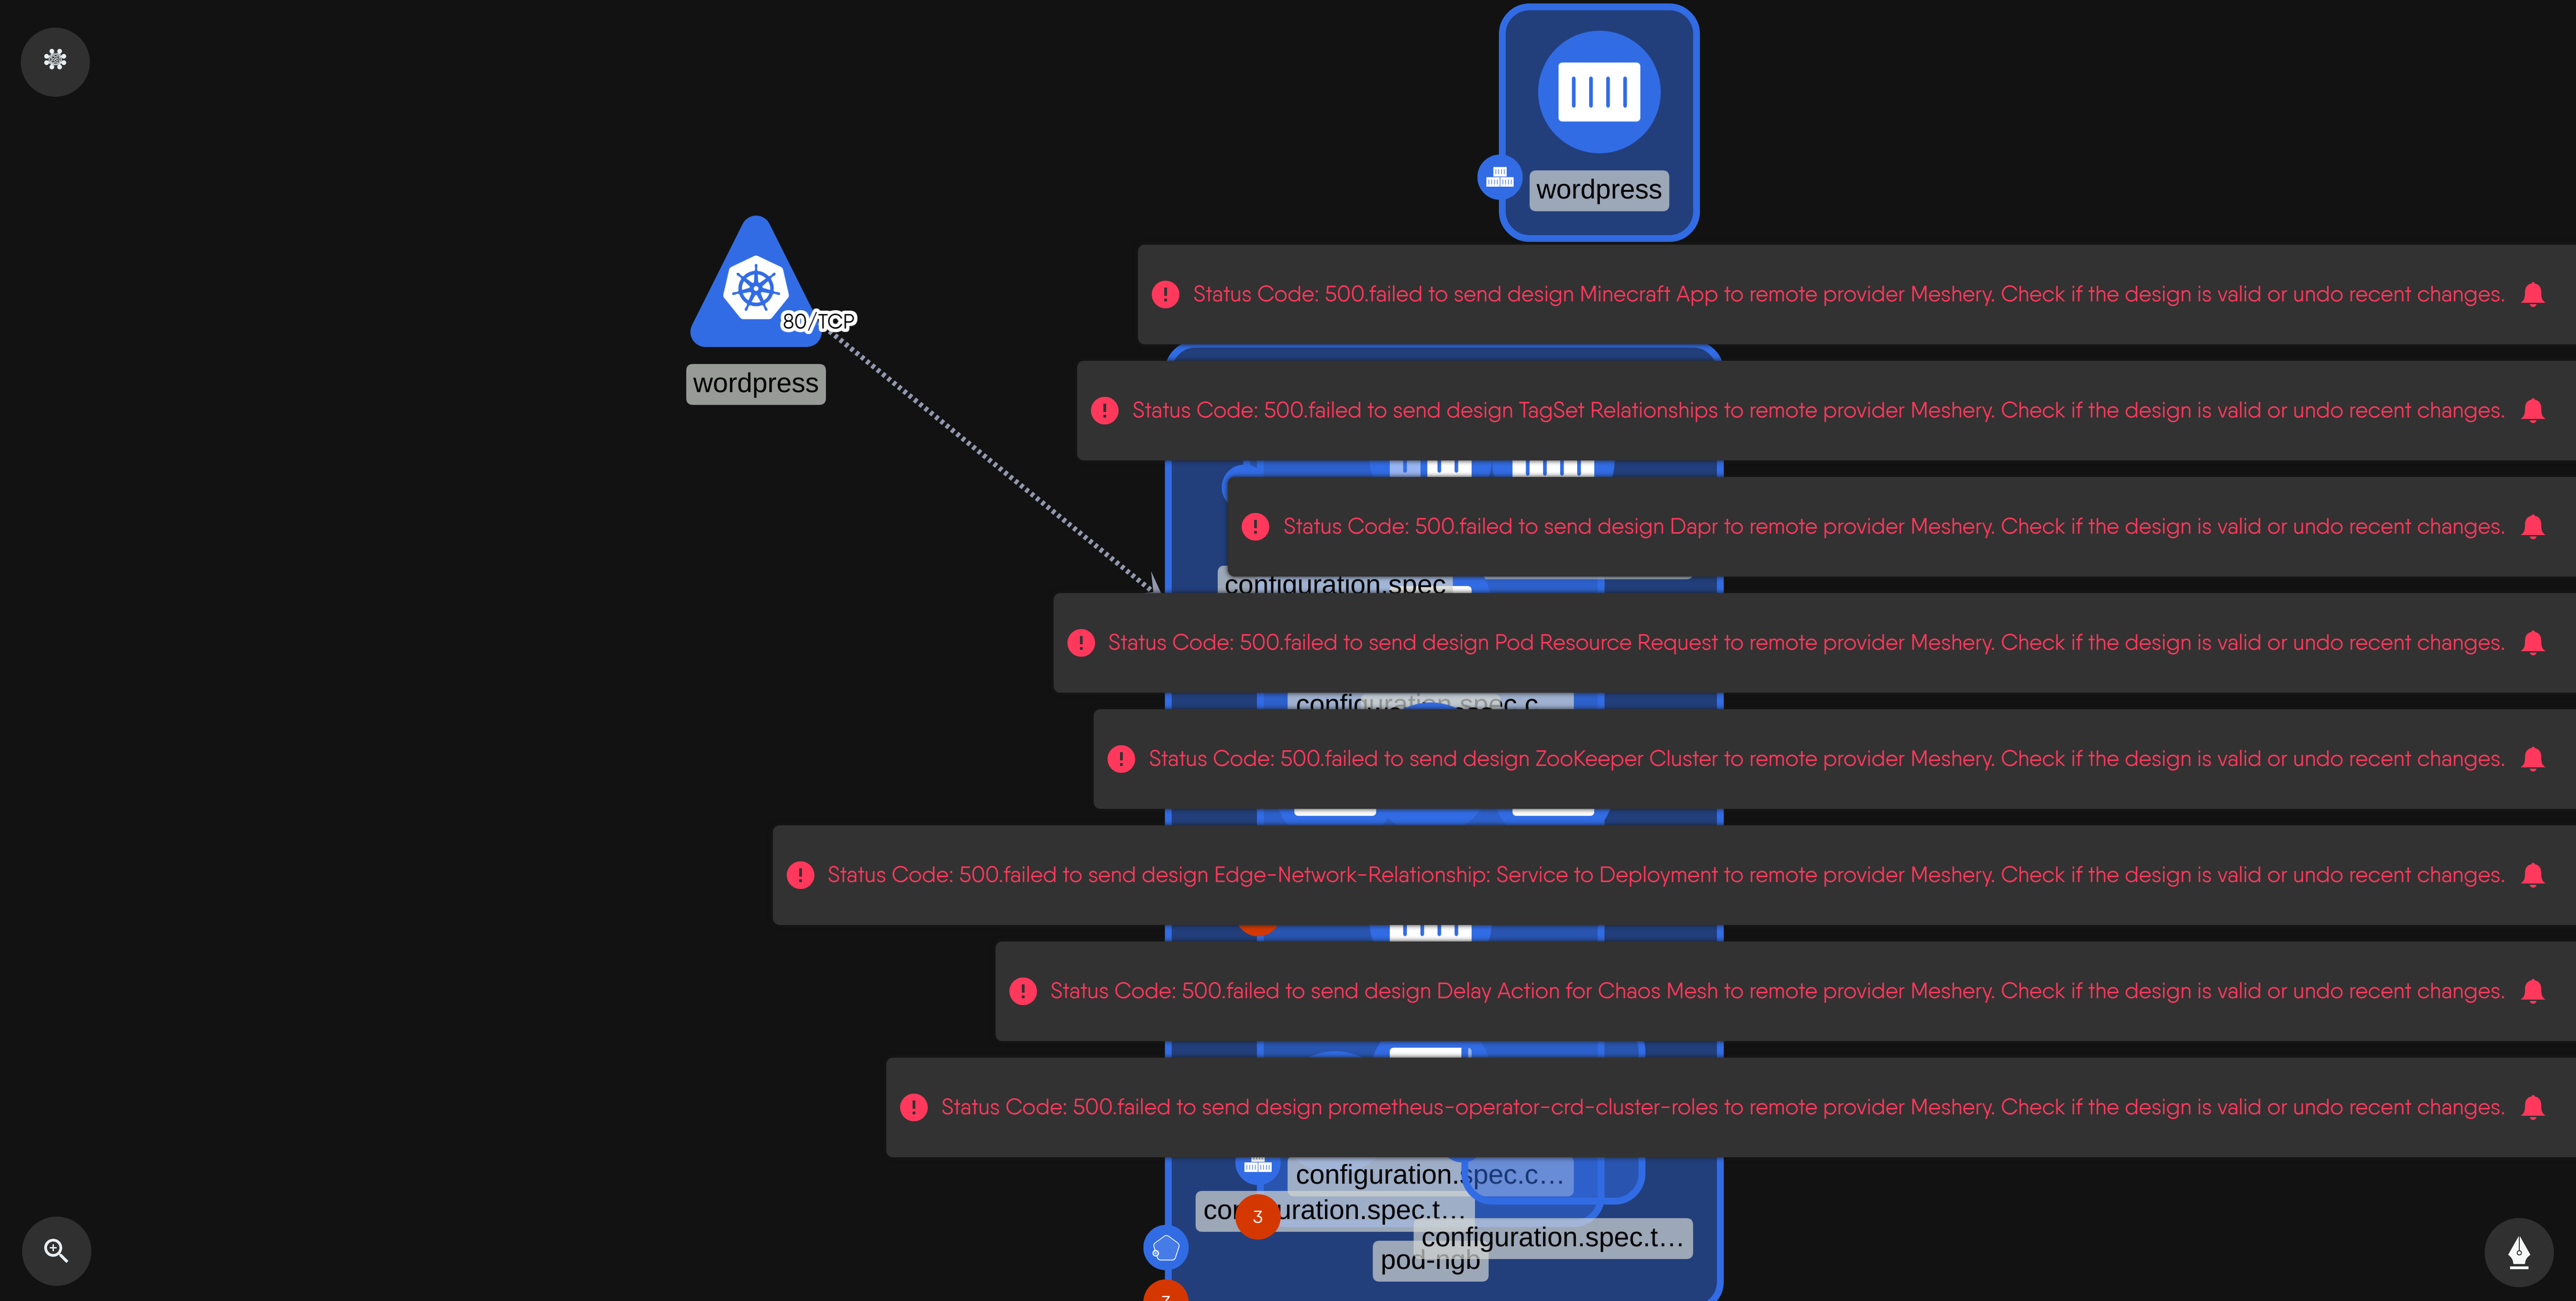 wordpress
80/TCP
wordpress
Status Code: 500.failed to send design Minecraft App to remote provider Meshery. Check if the design is valid or undo recent changes.
Status Code: 500.failed to send design TagSet Relationships to remote provider Meshery. Check if the design is valid or undo recent changes.
Status Code: 500.failed to send design Dapr to remote provider Meshery. Check if the design is valid or undo recent changes.
configuration.spec
Status Code: 500.failed to send design Pod Resource Request to remote provider Meshery. Check if the design is valid or undo recent changes.
configuration.spec.c
Status Code: 500.failed to send design ZooKeeper Cluster to remote provider Meshery. Check if the design is valid or undo recent changes.
Status Code: 500.failed to send design Edge-Network-Relationship: Service to Deployment to remote provider Meshery. Check if the design is valid or undo recent changes.
Status Code: 500.failed to send design Delay Action for Chaos Mesh to remote provider Meshery. Check if the design is valid or undo recent changes.
Status Code: 500.failed to send design prometheus-operator-crd-cluster-roles to remote provider Meshery. Check if the design is valid or undo recent changes.
configuration.spec.c…
configuration.spec.t…
3
configuration.spec.t…
pod-ngb